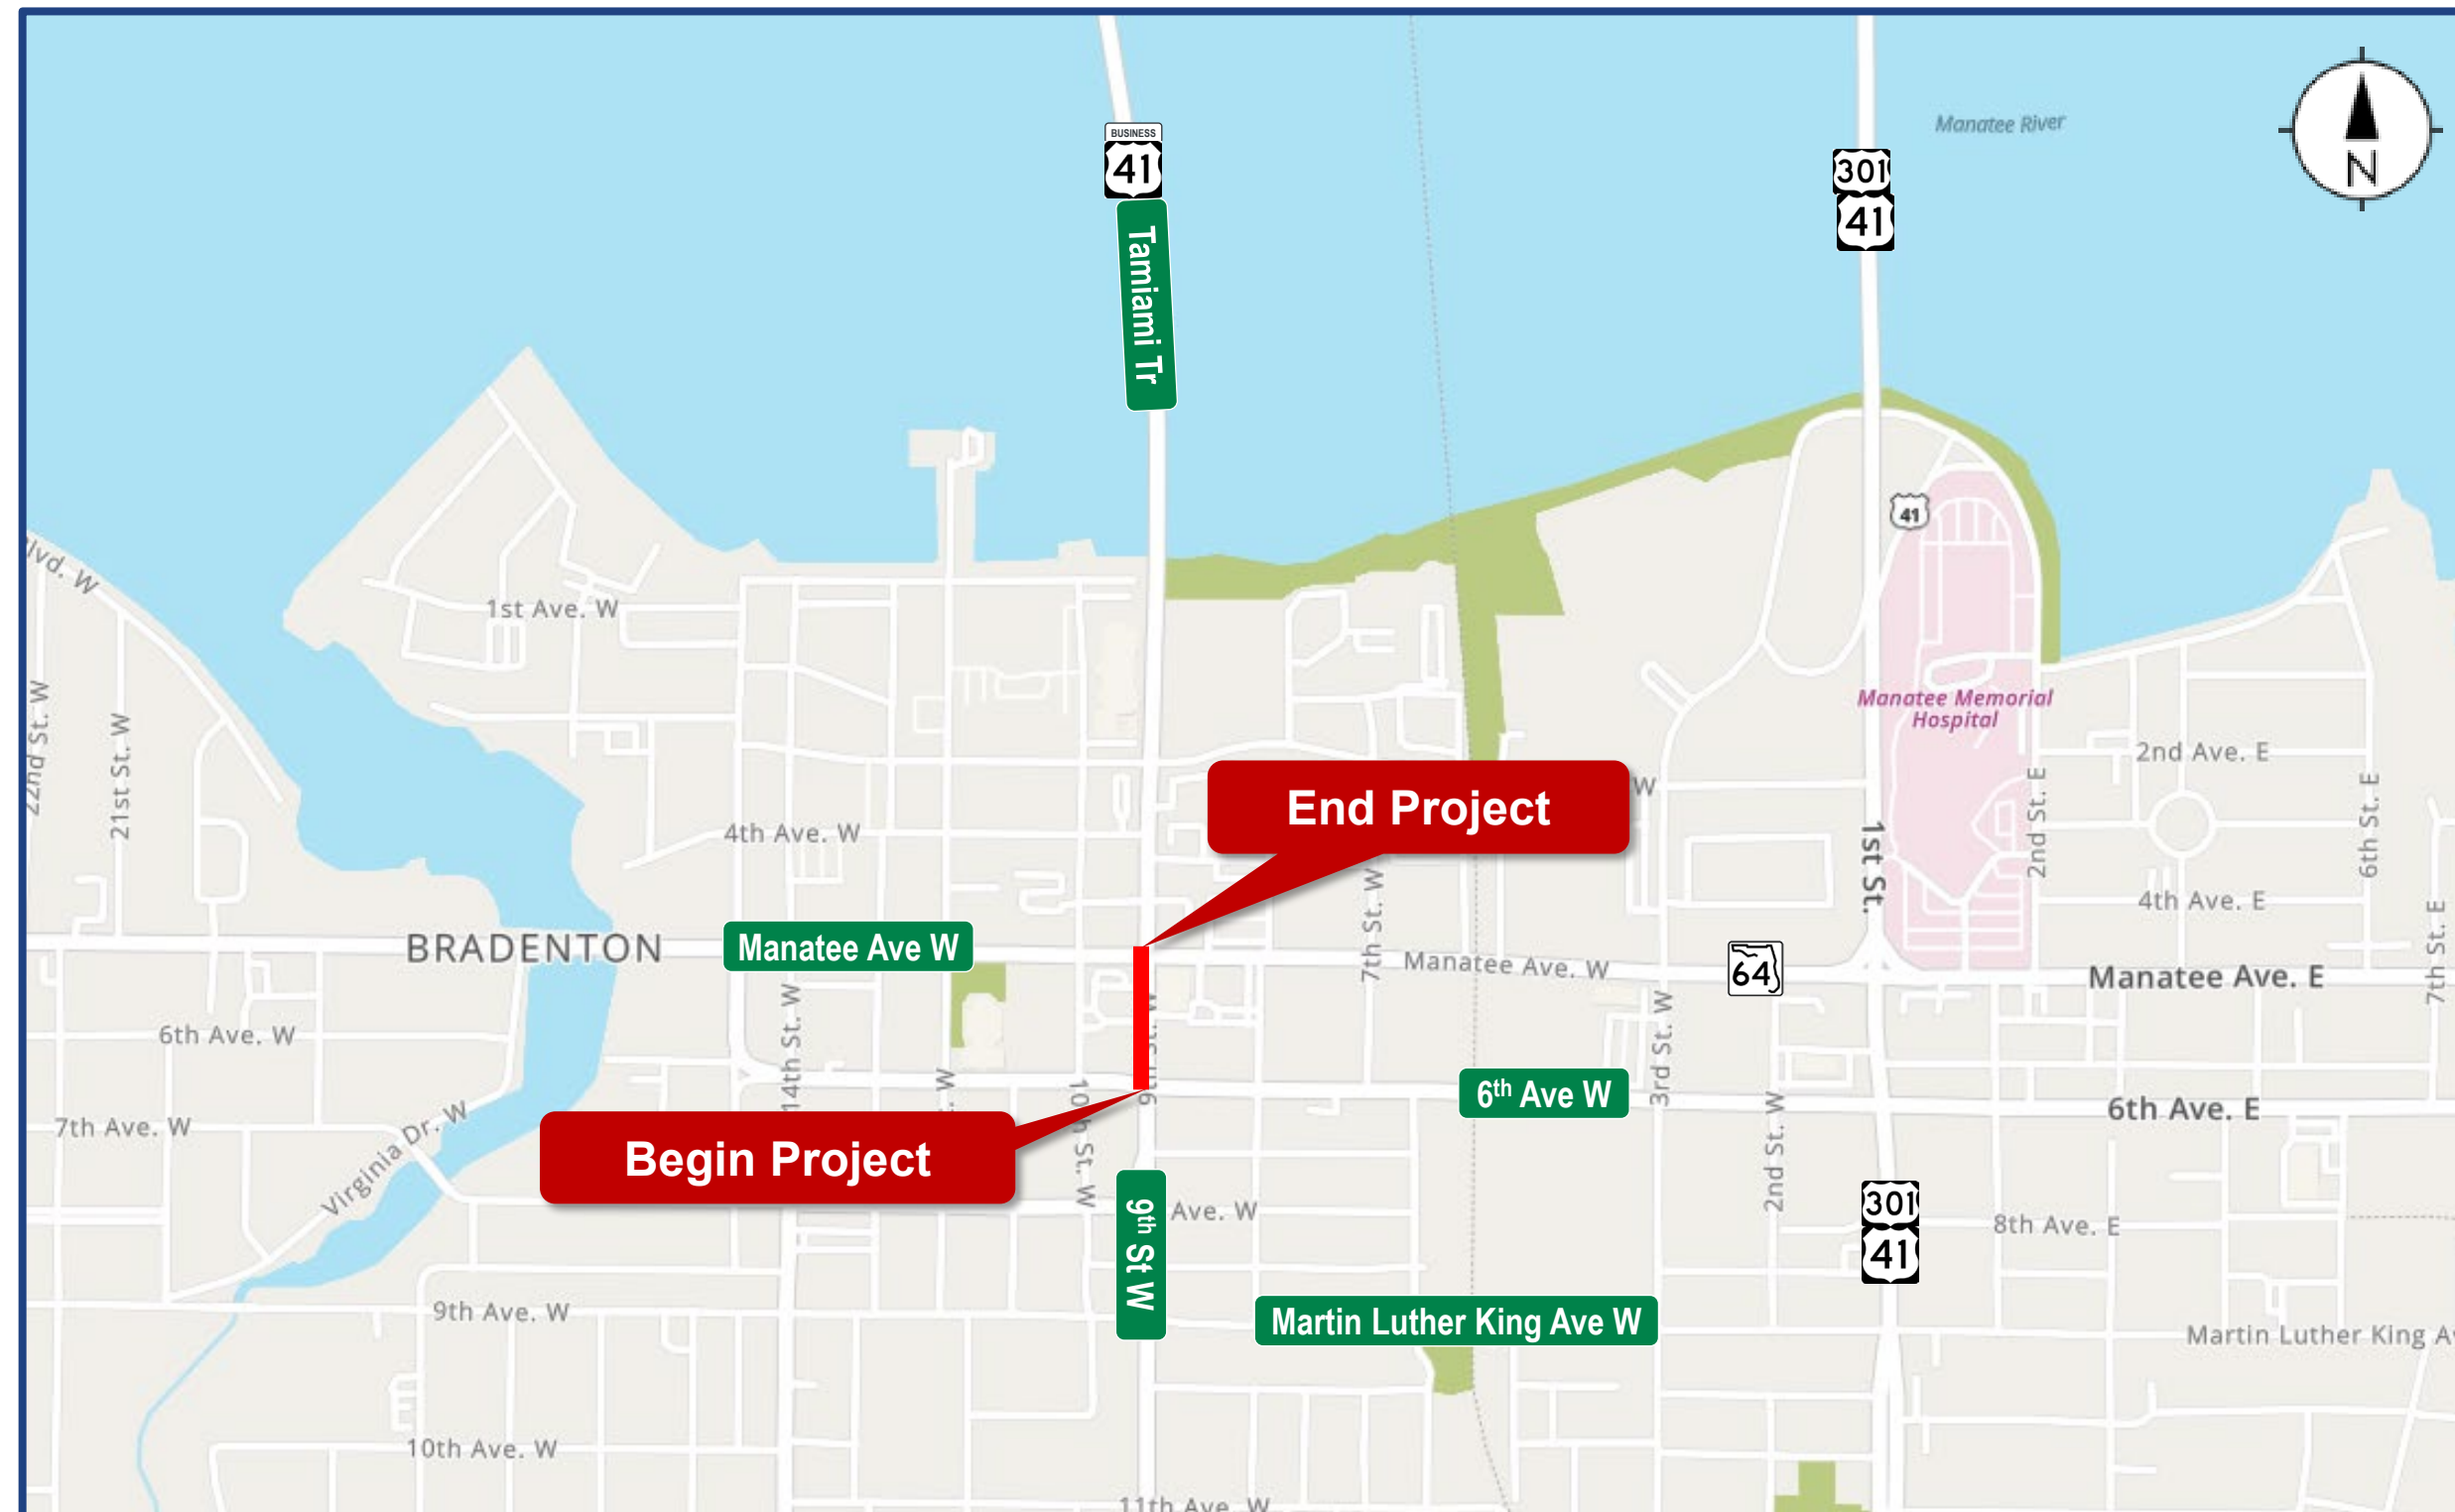 BUSINESS
41
Tamiami Tr
301
41
Manatee River
N
41
lvd. W
1st Ave. W
22nd St. W
21st St. W
Manatee Memorial
Hospital
2nd Ave. E
2nd St. E
6th St. E
End Project
W
4th Ave. W
1st St.
7th St. W
4th Ave. E
7th St. E
BRADENTON
Manatee Ave W
Manatee Ave. W
64
Manatee Ave. E
6th Ave. W
14th St. W
3rd St. W
6th Ave W
6th Ave. E
. W
2nd St. W
7th Ave. W
Virginia Dr. W
Begin Project
St. W
9th St W
Ave. W
301
41
8th Ave. E
9th Ave. W
Martin Luther King Ave W
Martin Luther King Av
10th Ave. W
11th Ave. W